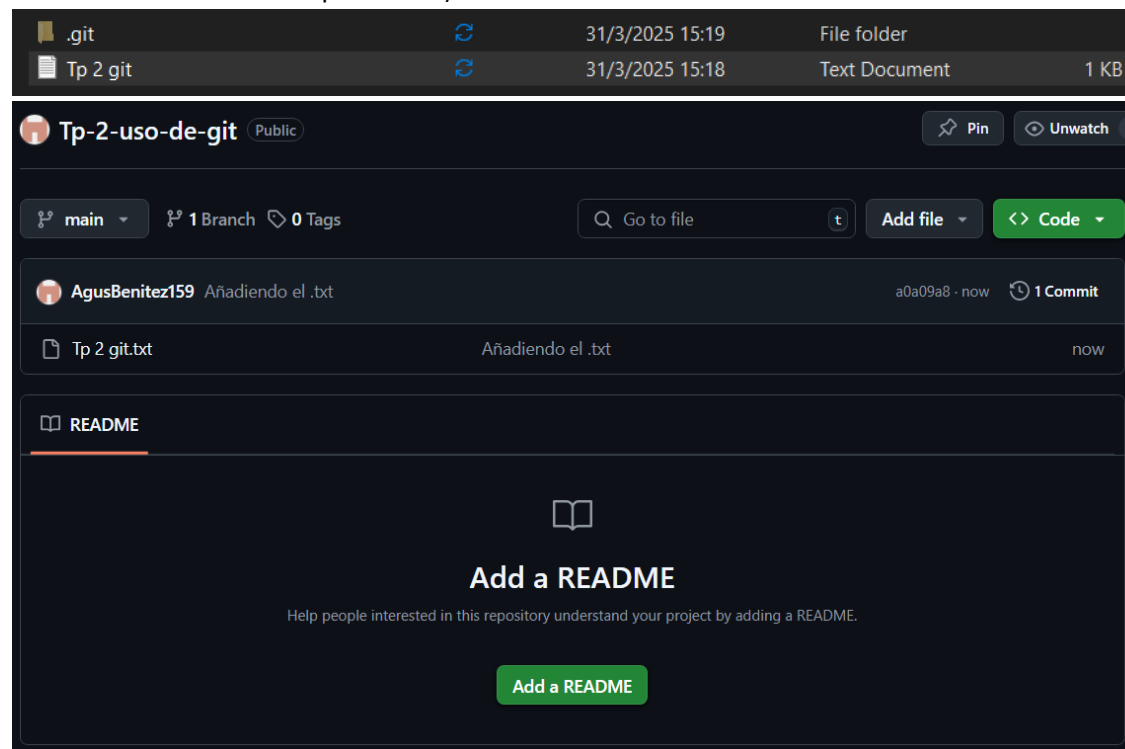 .git 31/3/2025 15:19 File folder
Tp 2 git 31/3/2025 15:18 Text Document 1 KB
Tp-2-uso-de-git Public Pin Unwatch
main 1 Branch 0 Tags Go to file t Add file Code
AgusBenitez159 Añadiendo el .txt a0a09a8 · now 1 Commit
Tp 2 git.txt Añadiendo el .txt now
README
Add a README
Help people interested in this repository understand your project by adding a README.
Add a README